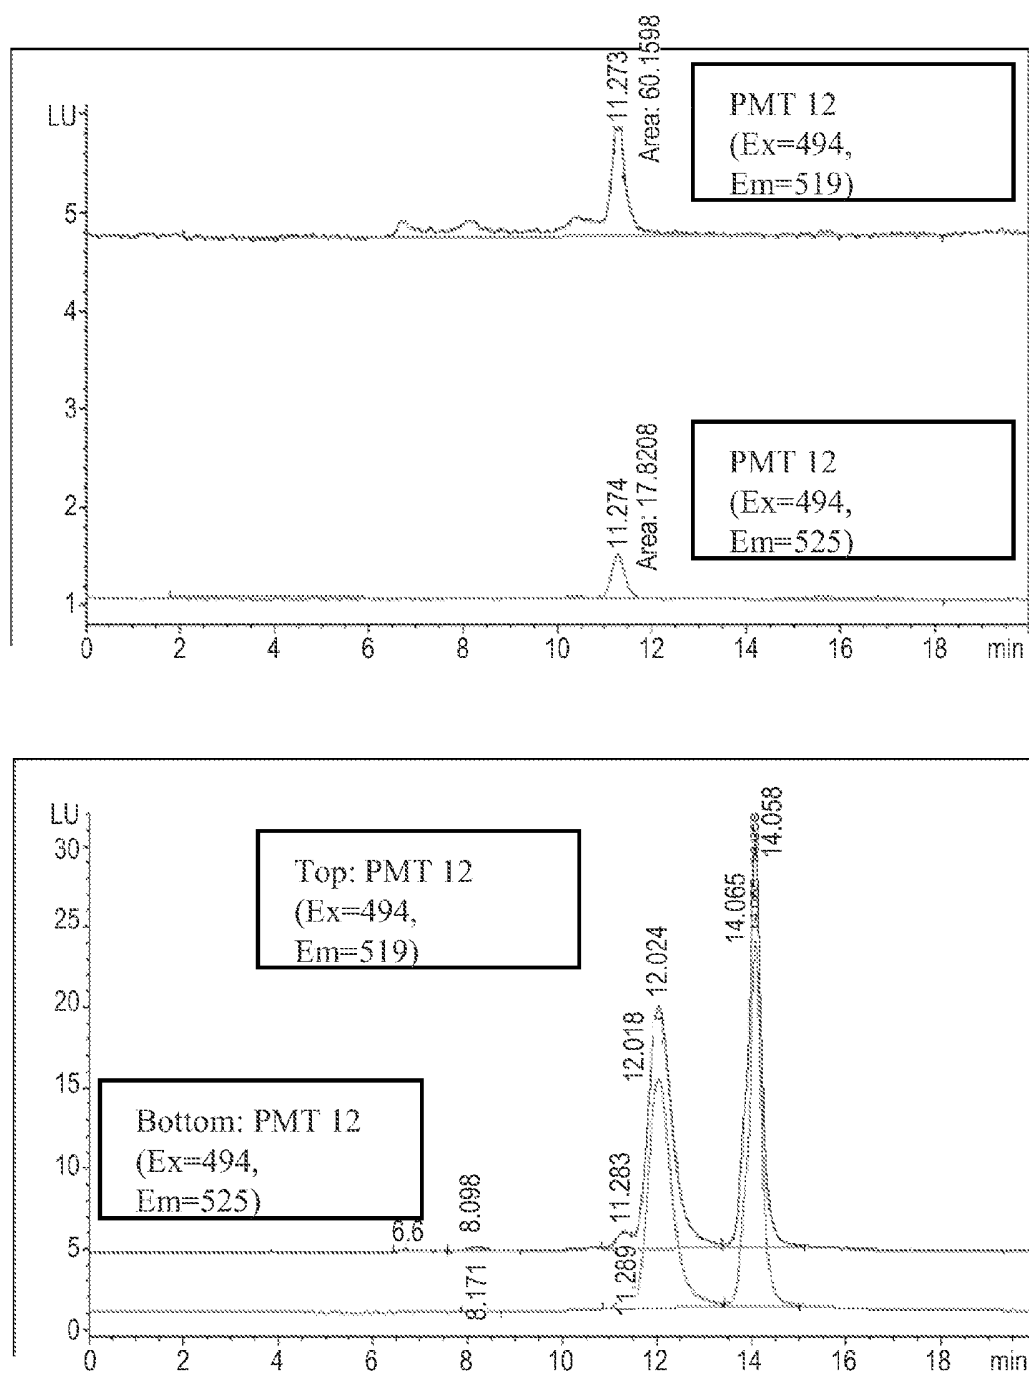 11.273
Area: 60.1598
LU
PMT 12
(Ex=494,
Em=519)
5
4
3
2
1
11.274
Area: 17.8208
PMT 12
(Ex=494,
Em=525)
0 2 4 6 8 10 12 14 16 18 min
LU
30
25
20
15
10
5
0
Top: PMT 12
(Ex=494,
Em=519)
Bottom: PMT 12
(Ex=494,
Em=525)
6.6
8.098
8.171
11.283
11.289
12.018
12.024
14.065
14.058
0 2 4 6 8 10 12 14 16 18 min